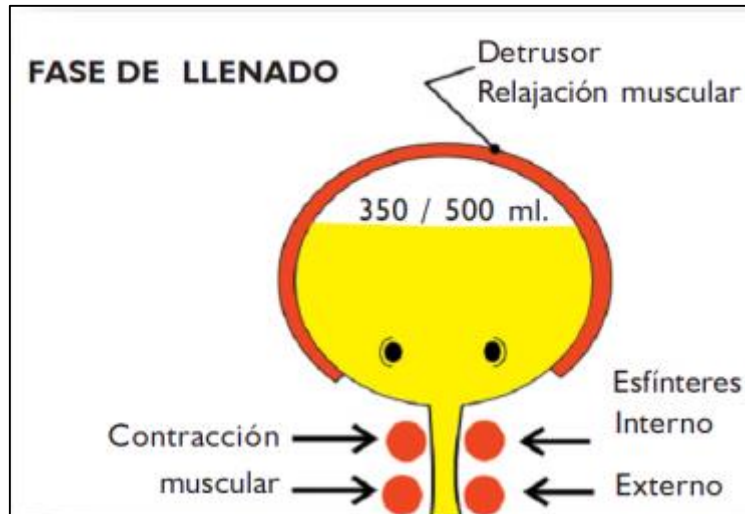 FASE DE LLENADO
Detrusor
Relajación muscular
350 / 500 ml.
Contracción
muscular
Esfínteres
Interno
Externo